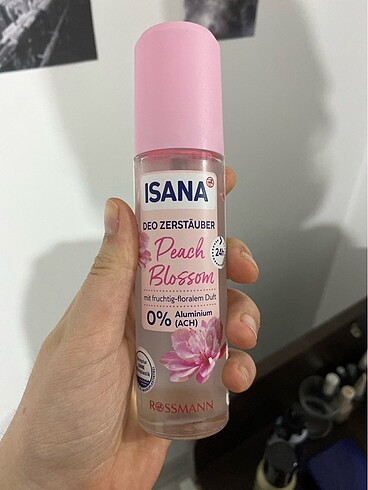 ISANA
DEO ZERSTÄUBER
Peach
Blossom
24h
mit fruchtig-floralem Duft
0% Aluminium
(ACH)
ROSSMANN